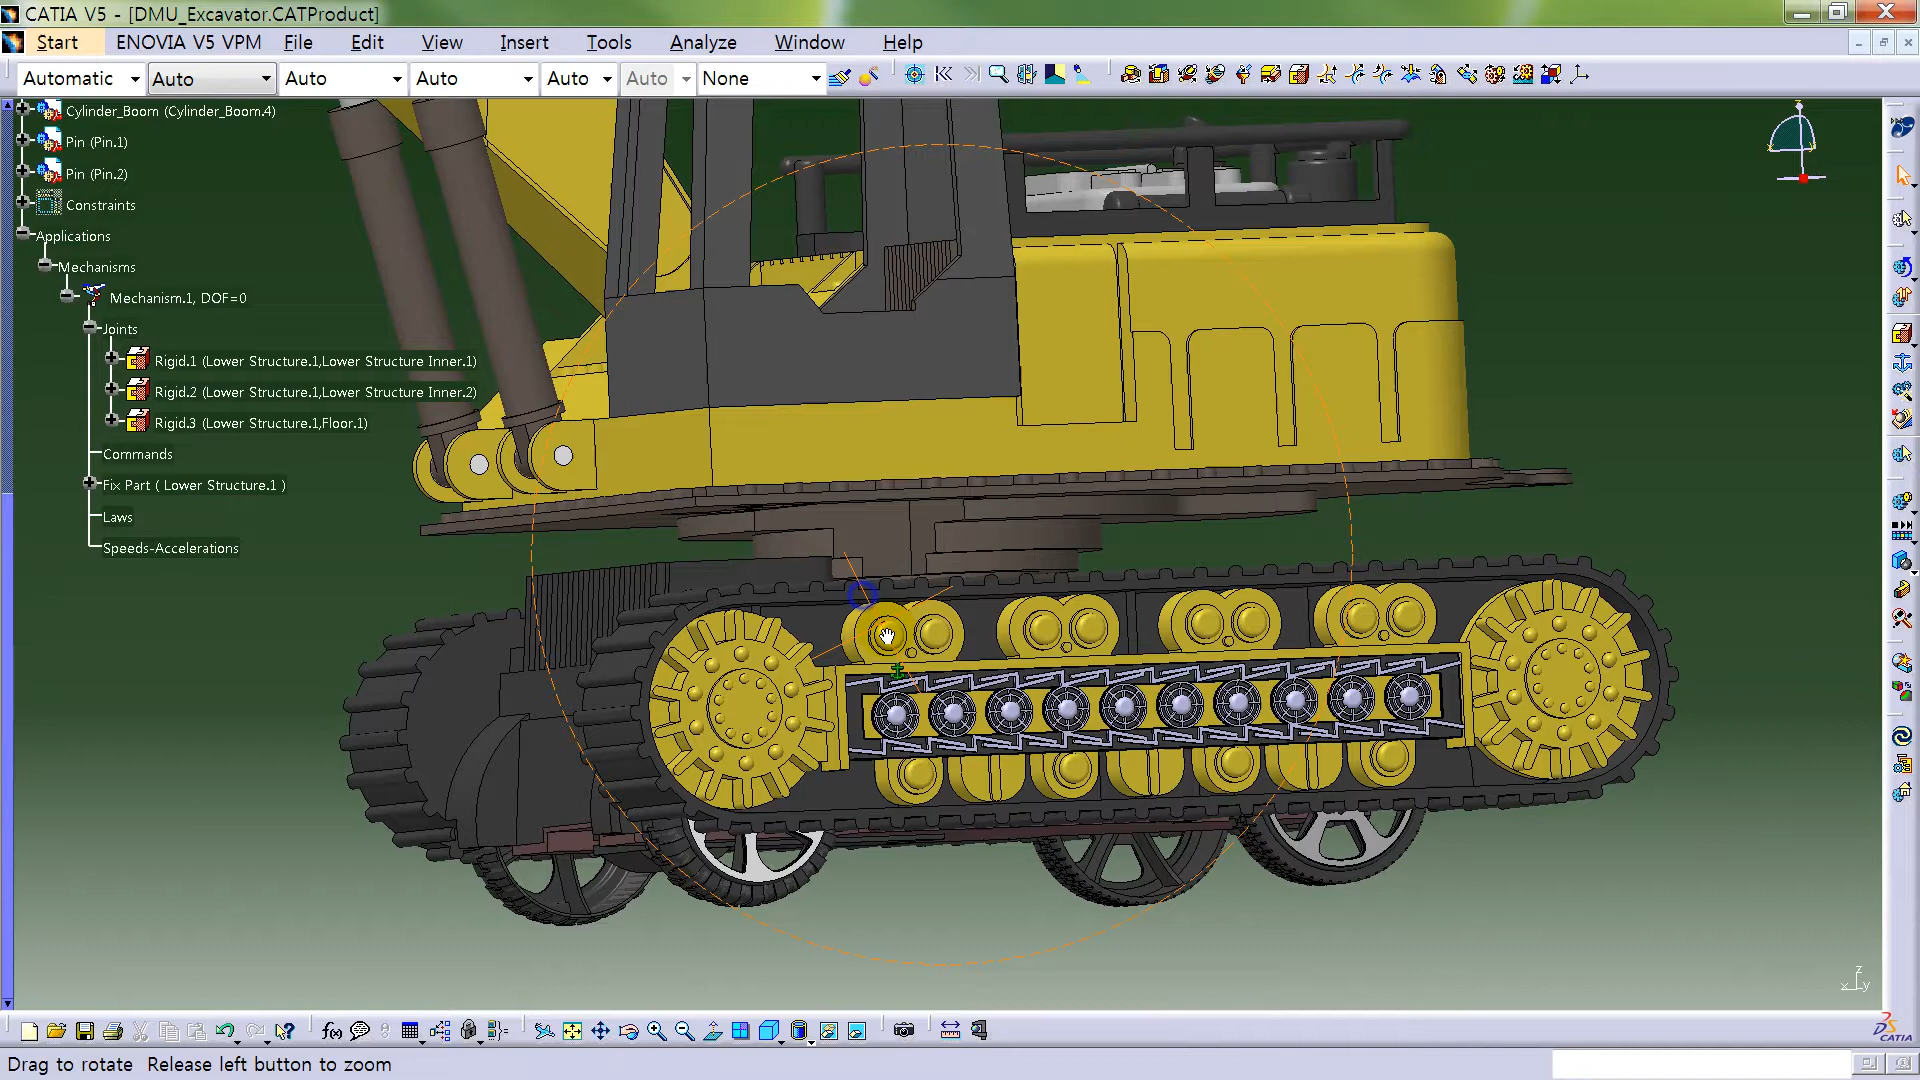 CATIA V5 - [DMU_Excavator.CATProduct]
Start ENOVIA V5 VPM File Edit View Insert Tools Analyze Window Help
Automatic Auto Auto Auto Auto Auto None
Cylinder_Boom (Cylinder_Boom.4)
Pin (Pin.1)
Pin (Pin.2)
Constraints
Applications
Mechanisms
Mechanism.1, DOF=0
Joints
Rigid.1 (Lower Structure.1,Lower Structure Inner.1)
Rigid.2 (Lower Structure.1,Lower Structure Inner.2)
Rigid.3 (Lower Structure.1,Floor.1)
Commands
Fix Part ( Lower Structure.1 )
Laws
Speeds-Accelerations
z
x y
f(x)
CATIA
Drag to rotate Release left button to zoom